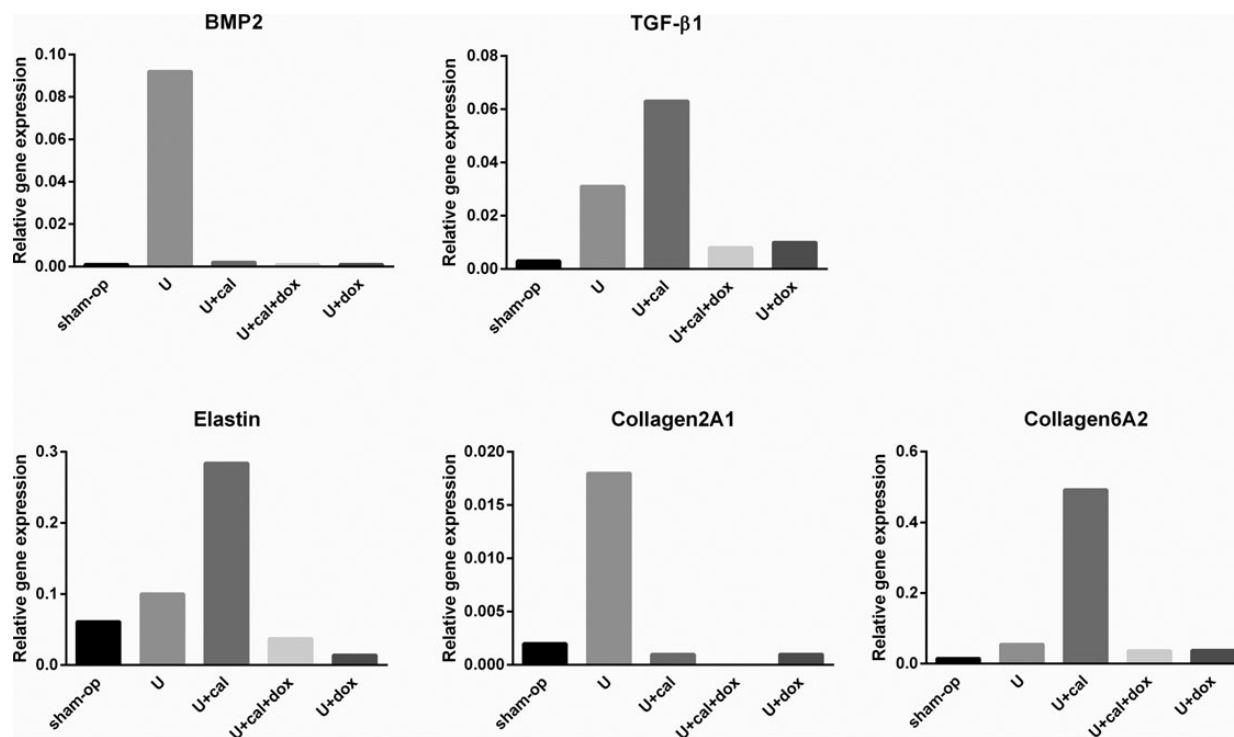 BMP2
Relative gene expression
0.10
0.08
0.06
0.04
0.02
0.00
sham-op
U
U+cal
U+cal+dox
U+dox
TGF-β1
Relative gene expression
0.08
0.06
0.04
0.02
0.00
sham-op
U
U+cal
U+cal+dox
U+dox
Elastin
Relative gene expression
0.3
0.2
0.1
0.0
sham-op
U
U+cal
U+cal+dox
U+dox
Collagen2A1
Relative gene expression
0.020
0.015
0.010
0.005
0.000
sham-op
U
U+cal
U+cal+dox
U+dox
Collagen6A2
Relative gene expression
0.6
0.4
0.2
0.0
sham-op
U
U+cal
U+cal+dox
U+dox